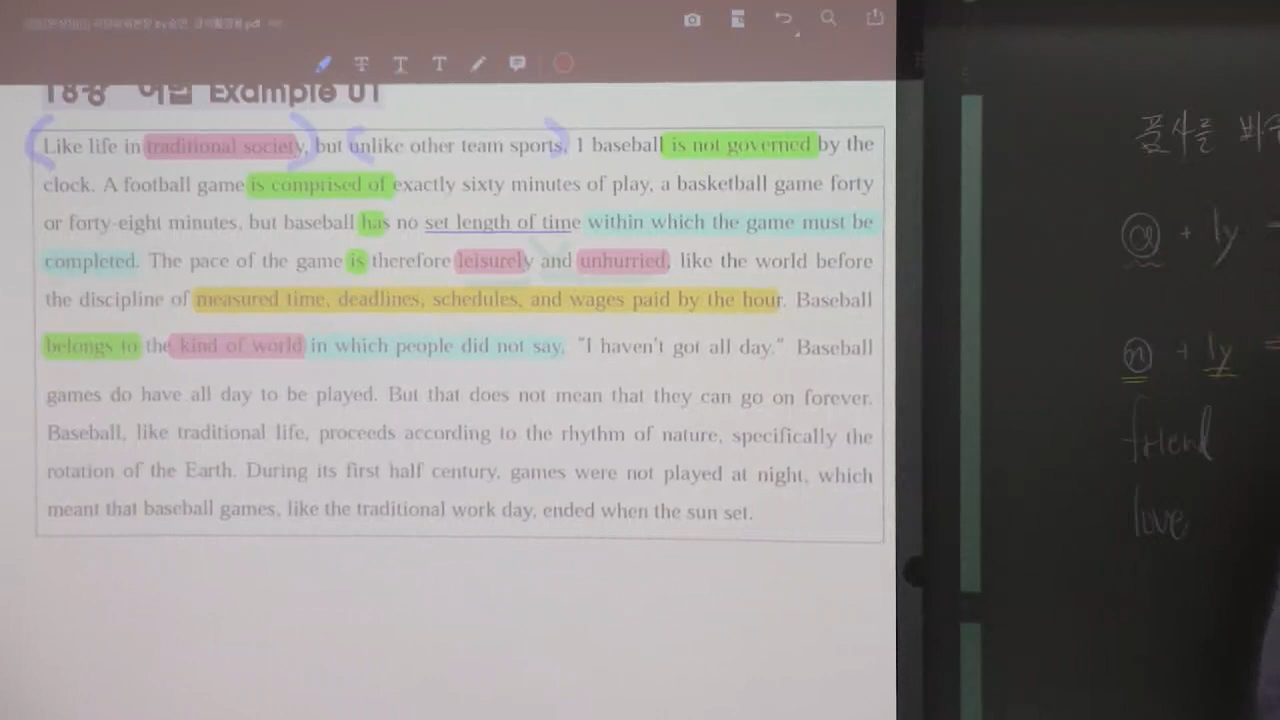 18강 어법 Example 01
Like life in traditional society, but unlike other team sports, 1 baseball is not governed by the
clock. A football game is comprised of exactly sixty minutes of play, a basketball game forty
or forty-eight minutes, but baseball has no set length of time within which the game must be
completed. The pace of the game is therefore leisurely and unhurried, like the world before
the discipline of measured time, deadlines, schedules, and wages paid by the hour. Baseball
belongs to the kind of world in which people did not say, "I haven't got all day." Baseball
games do have all day to be played. But that does not mean that they can go on forever.
Baseball, like traditional life, proceeds according to the rhythm of nature, specifically the
rotation of the Earth. During its first half century, games were not played at night, which
meant that baseball games, like the traditional work day, ended when the sun set.
품사를 바꾸
ⓐ + ly =
ⓝ + ly =
friend
love